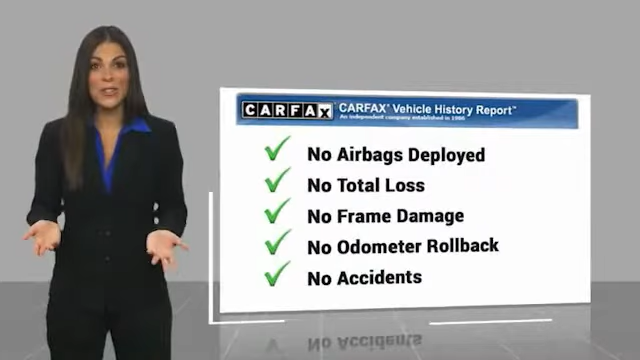 CARFAX CARFAX® Vehicle History Report™
An independent company established in 1986
No Airbags Deployed
No Total Loss
No Frame Damage
No Odometer Rollback
No Accidents